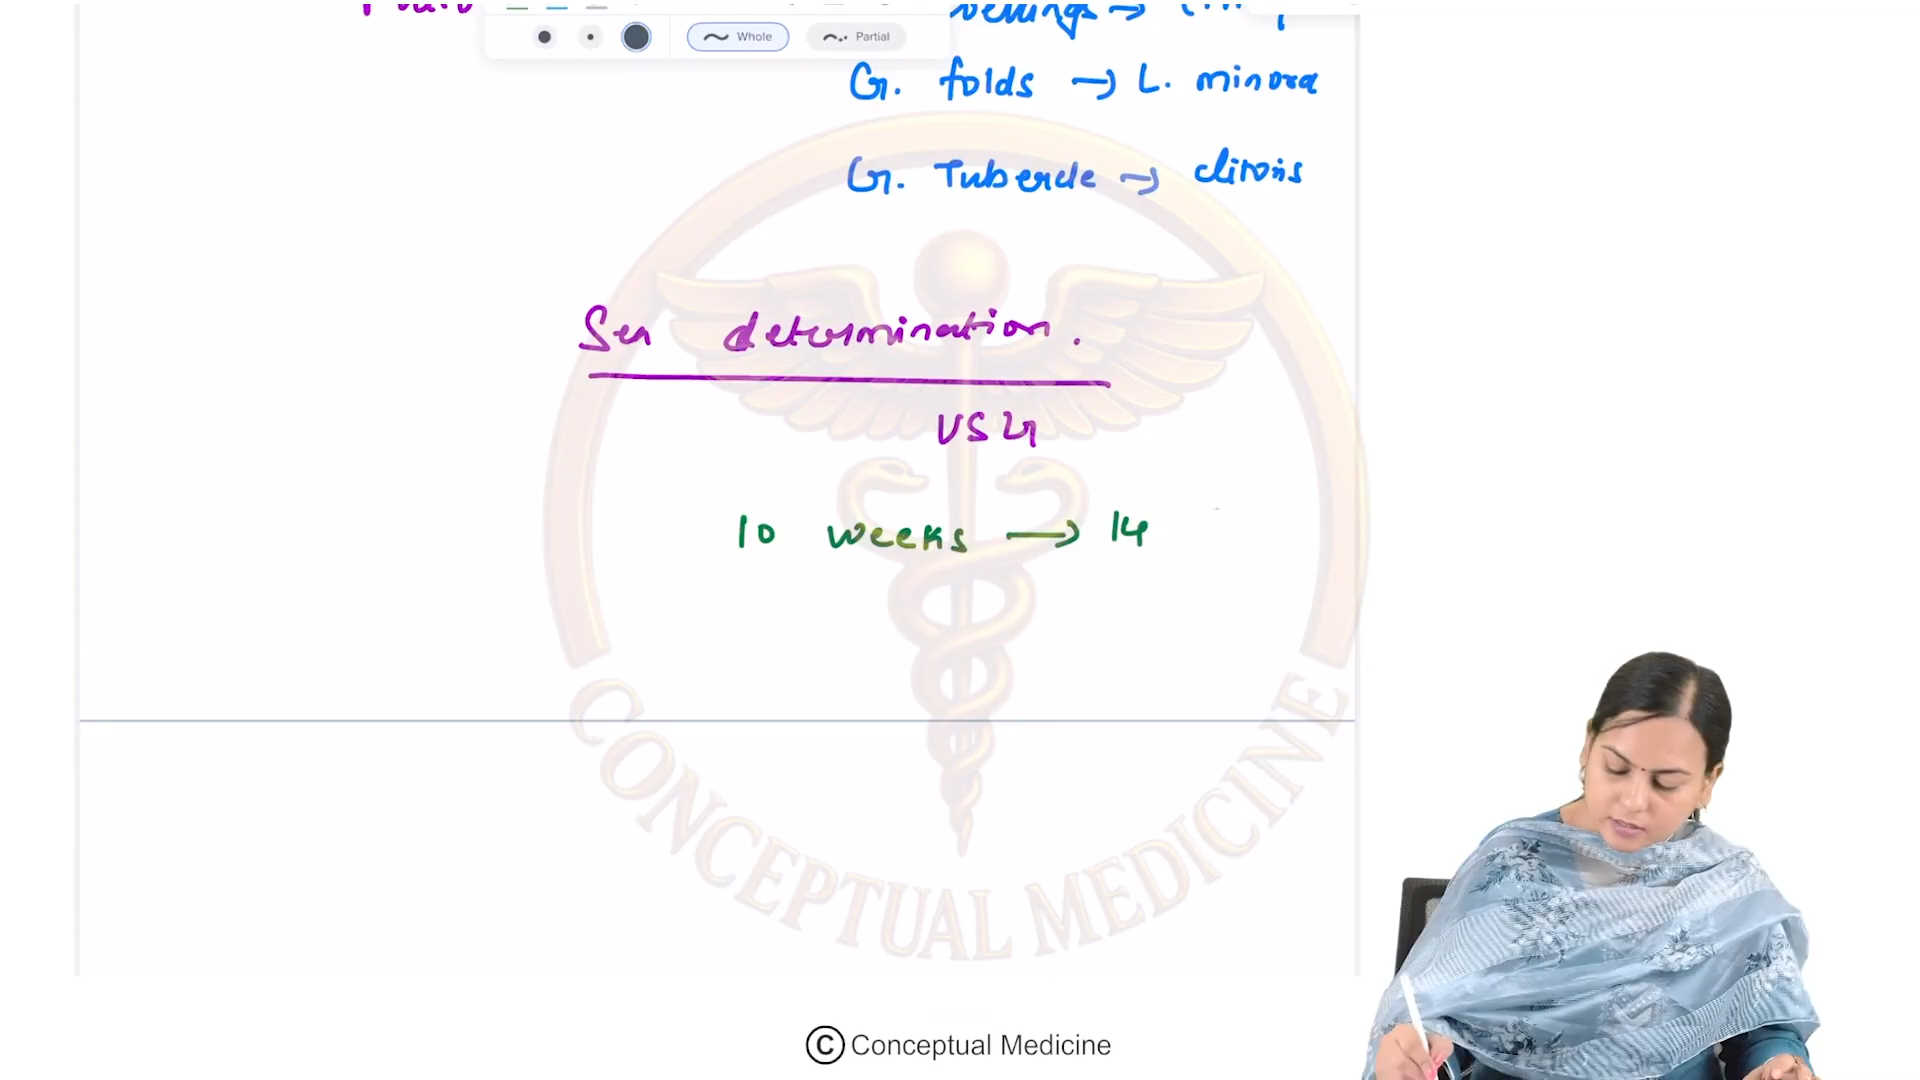 Whole Partial
G. folds → L. minora
G. Tubercle → clitoris
Sex determination.
USG
10 weeks → 14
CONCEPTUAL MEDICINE
© Conceptual Medicine